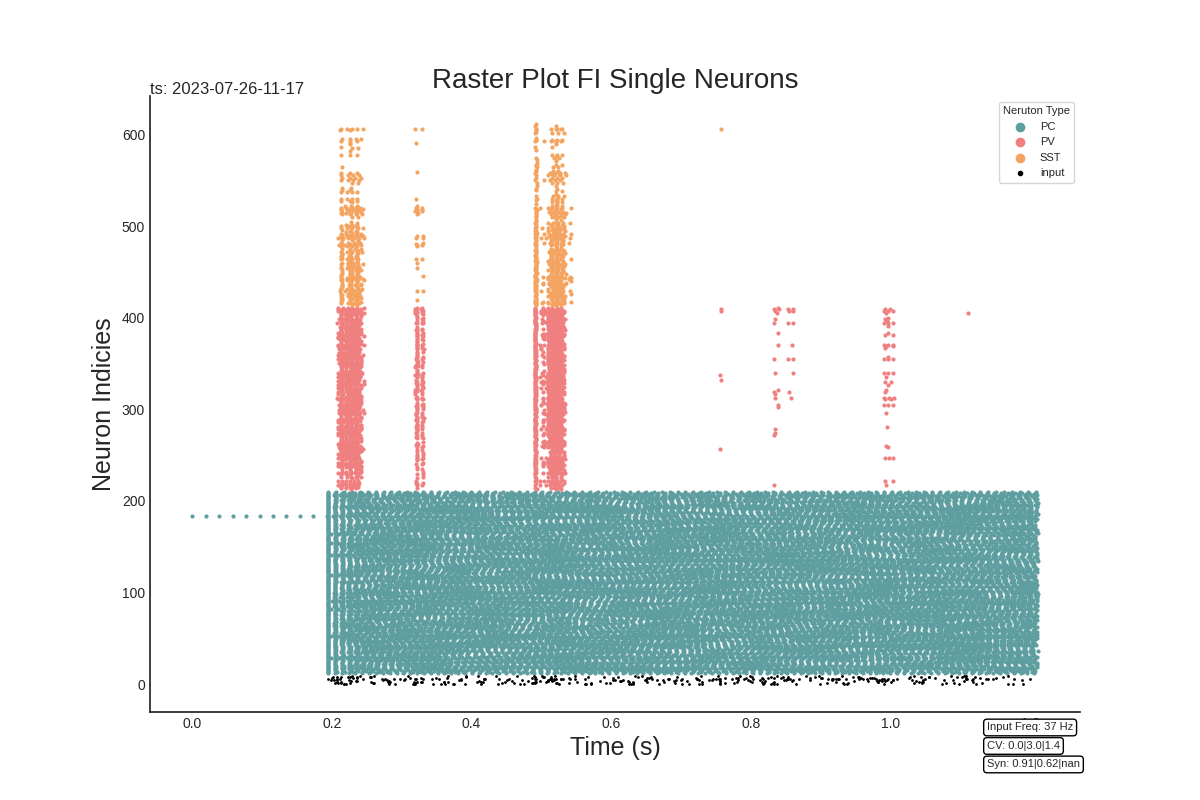 Raster Plot FI Single Neurons
ts: 2023-07-26-11-17
Neruton Type
PC
PV
SST
input
Neuron Indicies
600
500
400
300
200
100
0
0.0 0.2 0.4 0.6 0.8 1.0
Time (s)
Input Freq: 37 Hz
CV: 0.0|3.0|1.4
Syn: 0.91|0.62|nan